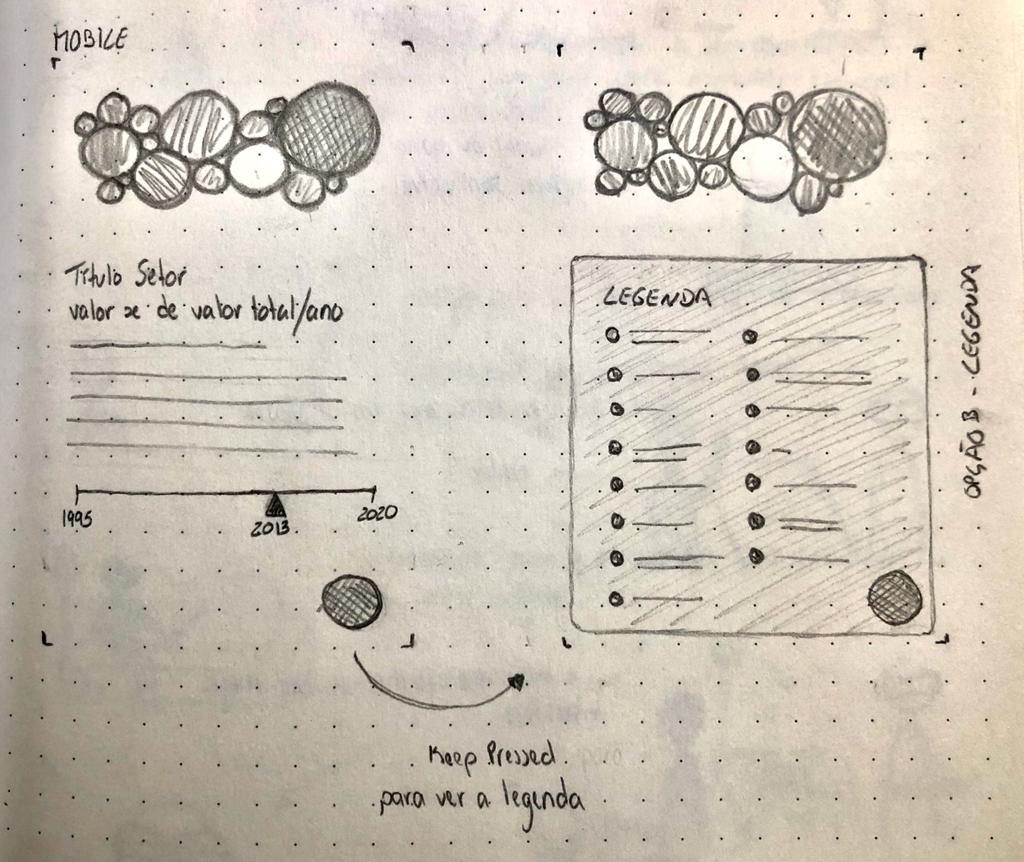 MOBILE
Título Setor
valor x de valor total/ano
1995
2013
2020
LEGENDA
OPÇÃO B - LEGENDA
Keep Pressed.
para ver a legenda